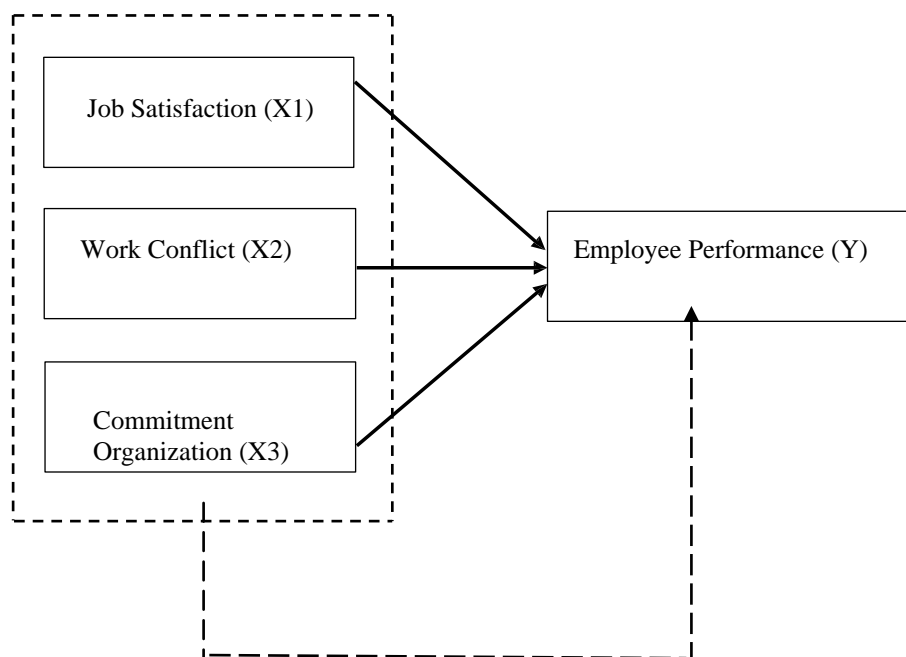 Job Satisfaction (X1)
Work Conflict (X2)
Employee Performance (Y)
Commitment
Organization (X3)